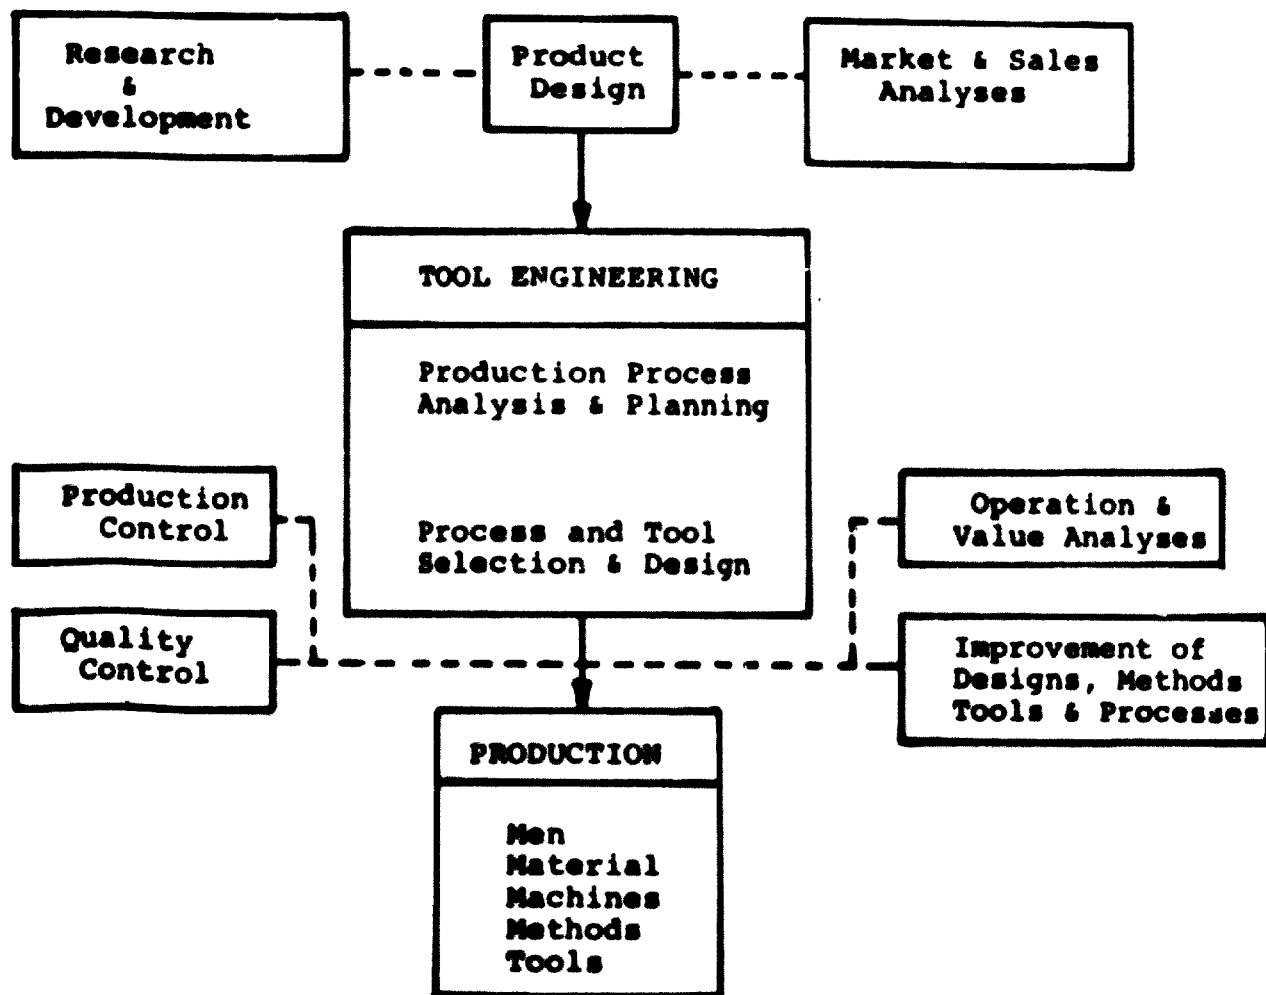 Research
&
Development
Product
Design
Market & Sales
Analyses
TOOL ENGINEERING
Production Process
Analysis & Planning
Process and Tool
Selection & Design
Production
Control
Operation &
Value Analyses
Quality
Control
Improvement of
Designs, Methods
Tools & Processes
PRODUCTION
Men
Material
Machines
Methods
Tools